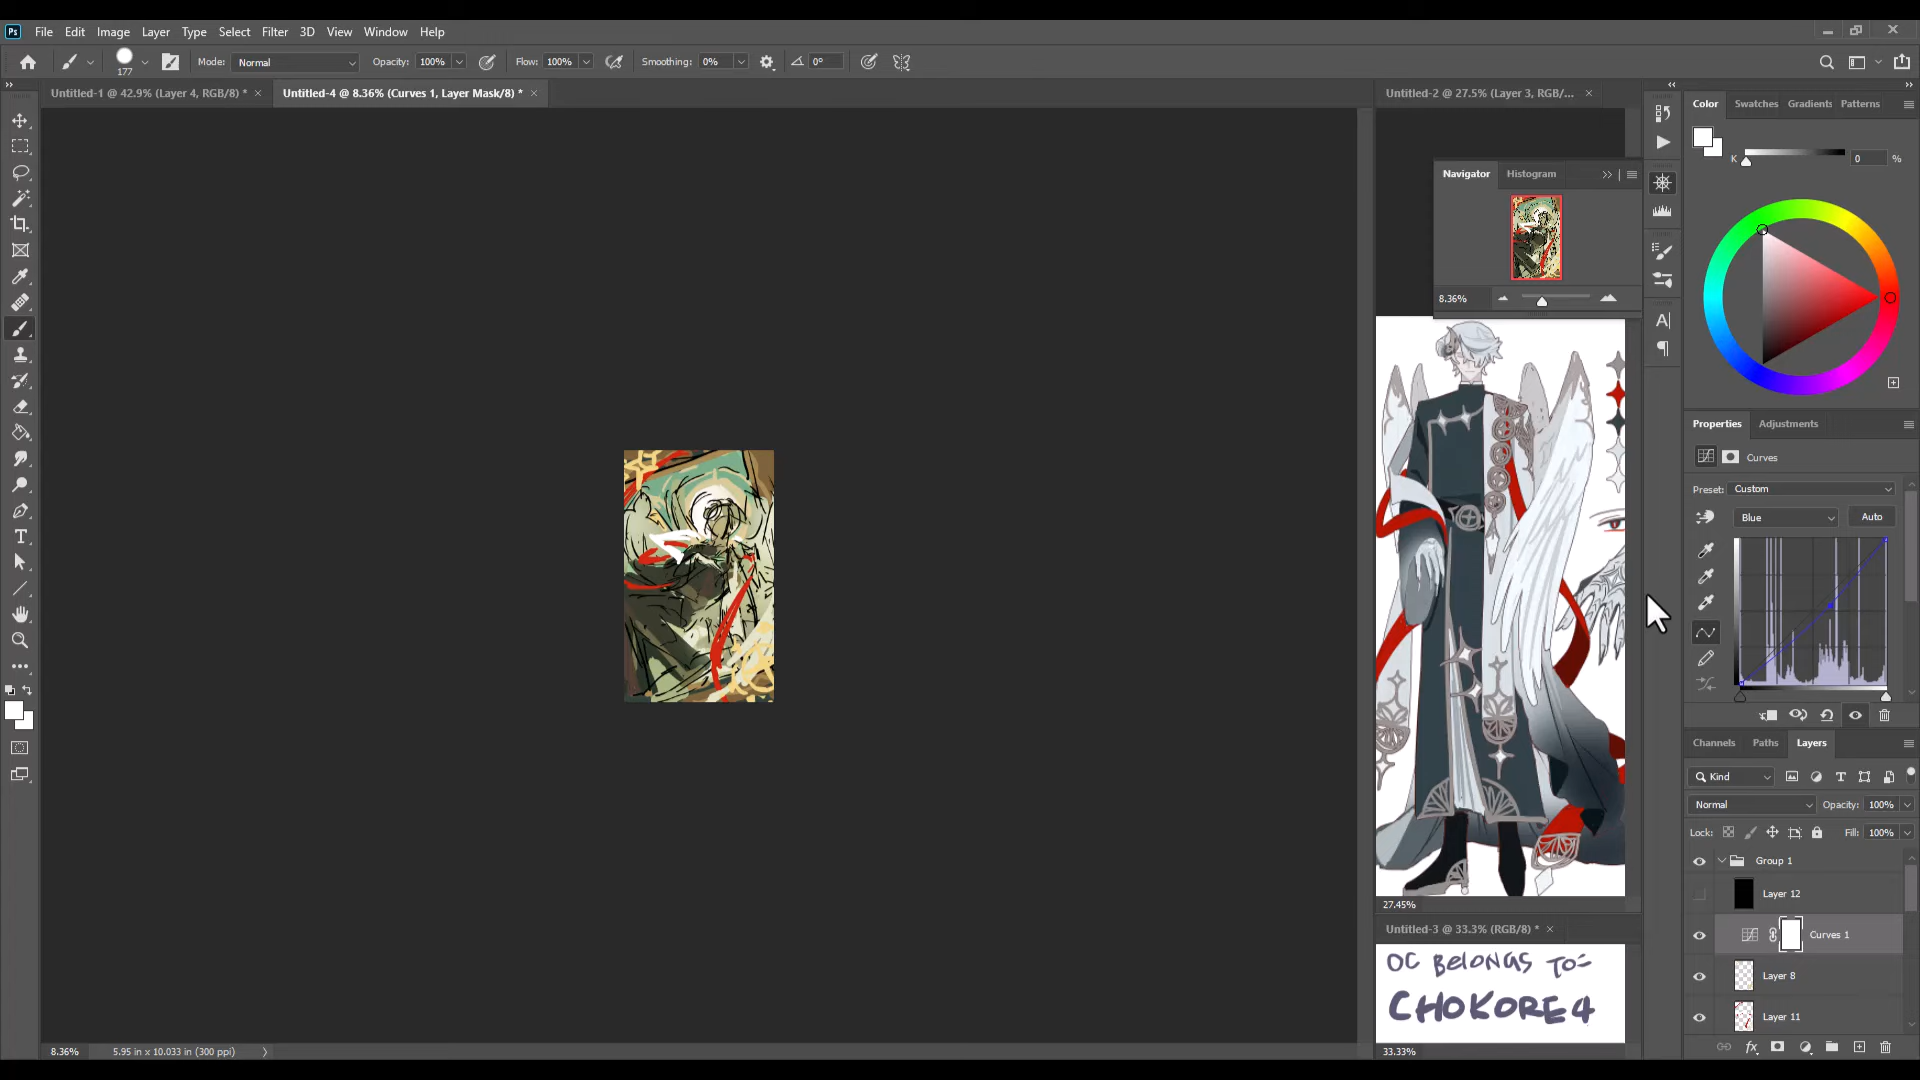 Ps File Edit Image Layer Type Select Filter 3D View Window Help
177 Mode: Normal Opacity: 100% Flow: 100% Smoothing: 0% 0°
Untitled-1 @ 42.9% (Layer 4, RGB/8) * × Untitled-4 @ 8.36% (Curves 1, Layer Mask/8) * × Untitled-2 @ 27.5% (Layer 3, RGB/... ×
Color Swatches Gradients Patterns
K 0 %
Navigator Histogram
8.36%
Properties Adjustments
Curves
Preset: Custom
Blue Auto
Channels Paths Layers
Kind
Normal Opacity: 100%
Lock: Fill: 100%
Group 1
Layer 12
Curves 1
Layer 8
Layer 11
27.45%
Untitled-3 @ 33.3% (RGB/8) * ×
OC BELONGS TO=
CHOKORE4
33.33%
8.36% 5.95 in x 10.033 in (300 ppi)